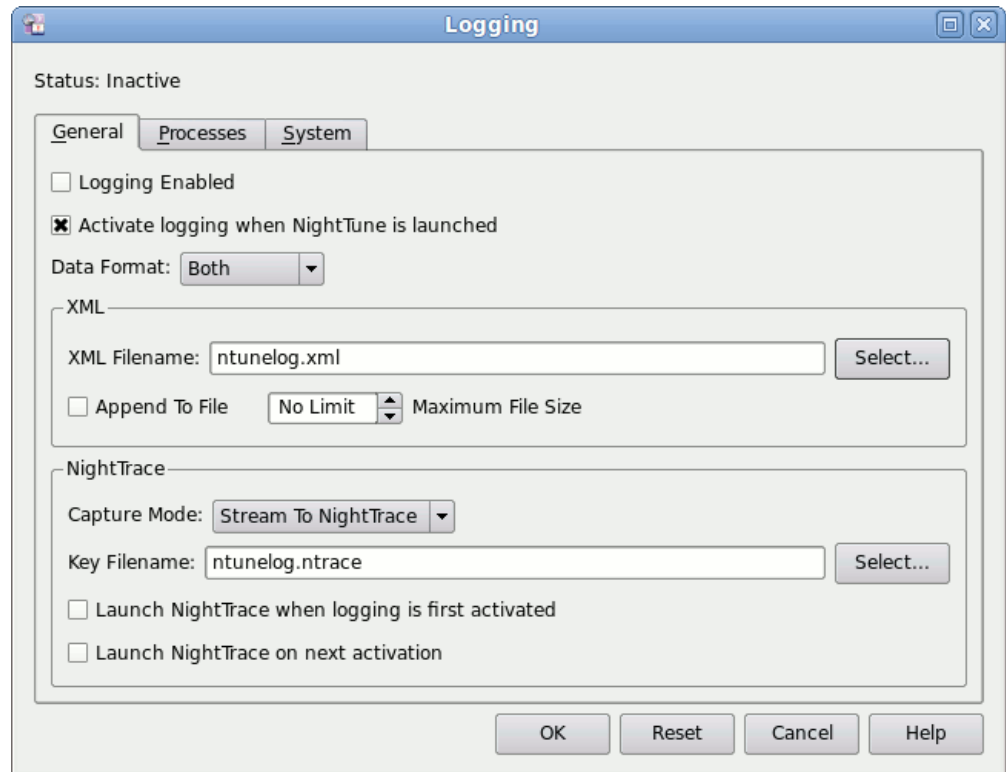 Logging
Status: Inactive
General Processes System
Logging Enabled
Activate logging when NightTune is launched
Data Format: Both
XML
XML Filename: ntunelog.xml Select...
Append To File No Limit Maximum File Size
NightTrace
Capture Mode: Stream To NightTrace
Key Filename: ntunelog.ntrace Select...
Launch NightTrace when logging is first activated
Launch NightTrace on next activation
OK Reset Cancel Help